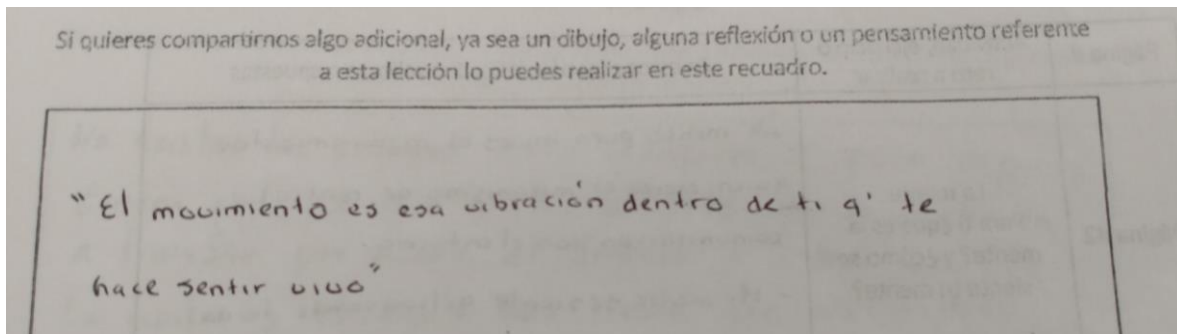 Si quieres compartirnos algo adicional, ya sea un dibujo, alguna reflexión o un pensamiento referente
a esta lección lo puedes realizar en este recuadro.
"El movimiento es esa vibración dentro de ti q' te
hace sentir vivo"